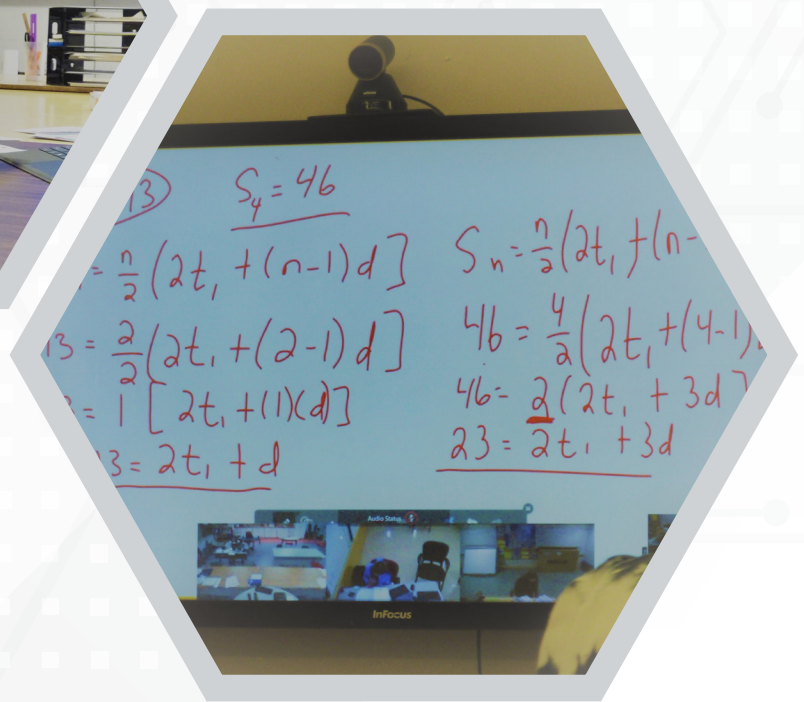 13 S₄ = 46
= n/2 (2t₁ + (n-1)d]
13 = 2/2 (2t₁ + (2-1)d]
= 1 [2t₁ + (1)(d)]
3 = 2t₁ + d
Sₙ = n/2 (2t₁ + (n-
46 = 4/2 (2t₁ + (4-1)
46 = 2 (2t₁ + 3d]
23 = 2t₁ + 3d
Audio Status
InFocus